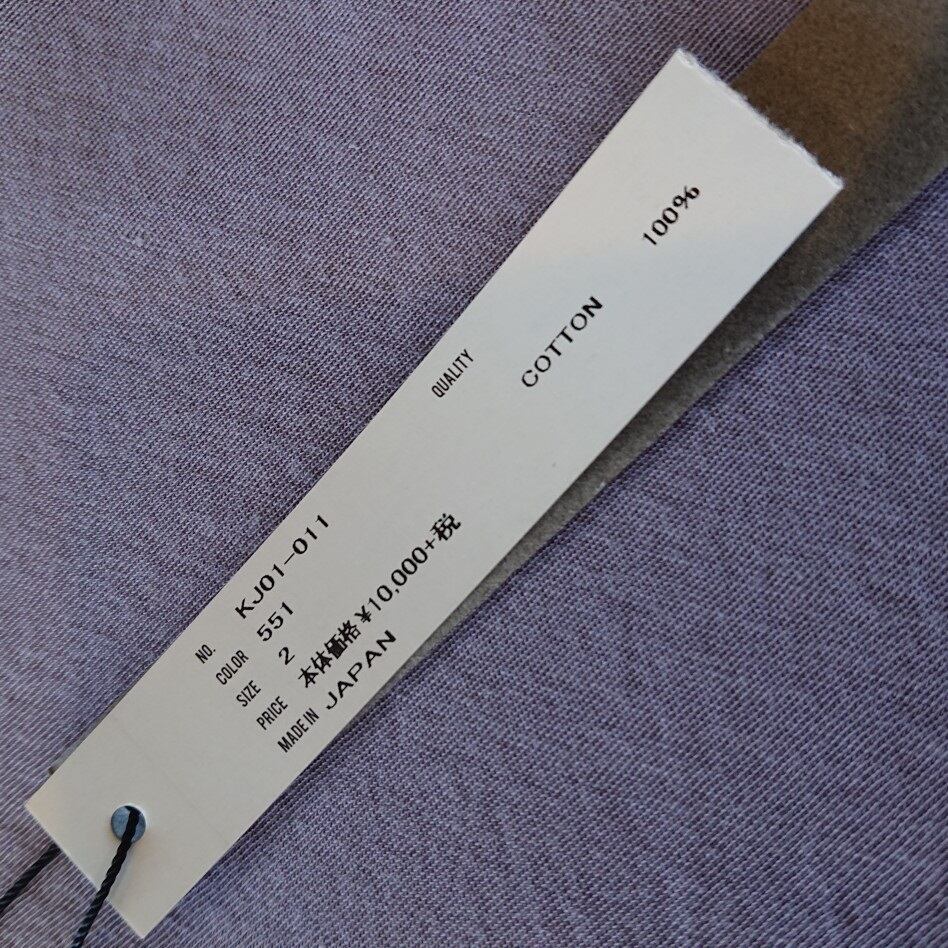 NO. KJ01-011
COLOR 551
SIZE 2
PRICE 本体価格 ¥10,000+税
MADE IN JAPAN
QUALITY
COTTON 100%